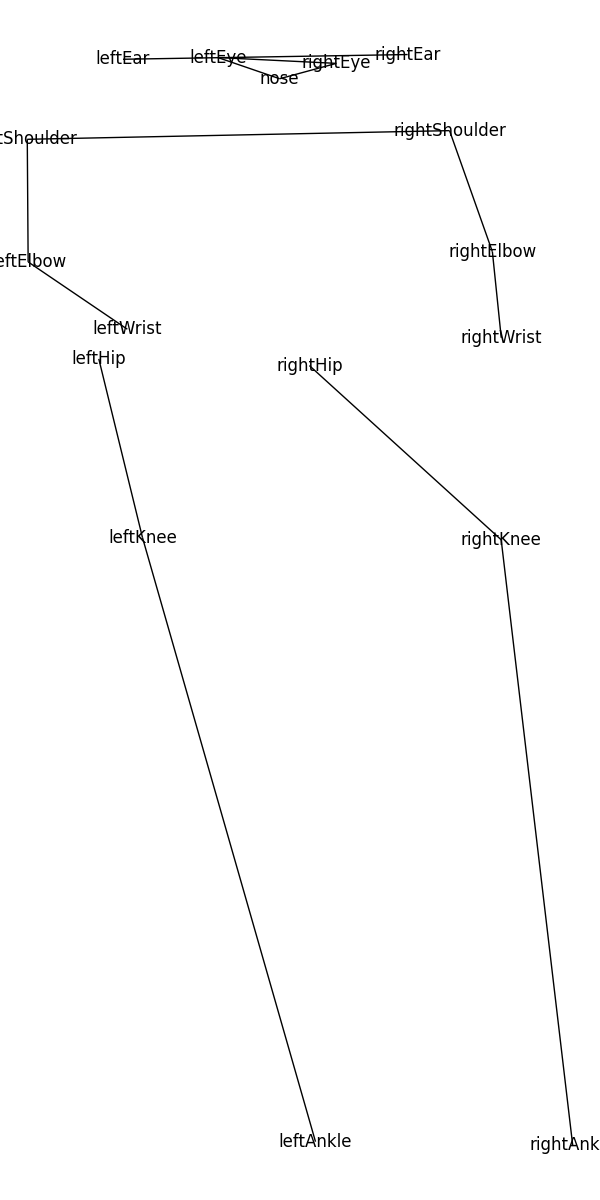 leftEar
leftEye
rightEye
rightEar
nose
tShoulder
rightShoulder
eftElbow
rightElbow
leftWrist
rightWrist
leftHip
rightHip
leftKnee
rightKnee
leftAnkle
rightAnk